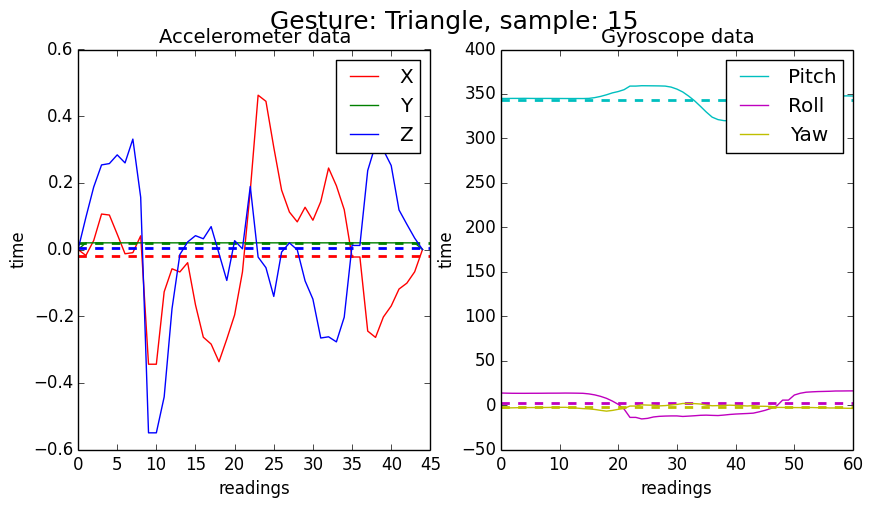 Gesture: Triangle, sample: 15
Accelerometer data
0.6
0.4
0.2
0.0
−0.2
−0.4
−0.6
time
0 5 10 15 20 25 30 35 40 45
readings
X
Y
Z
Gyroscope data
400
350
300
250
200
150
100
50
0
−50
time
0 10 20 30 40 50 60
readings
Pitch
Roll
Yaw